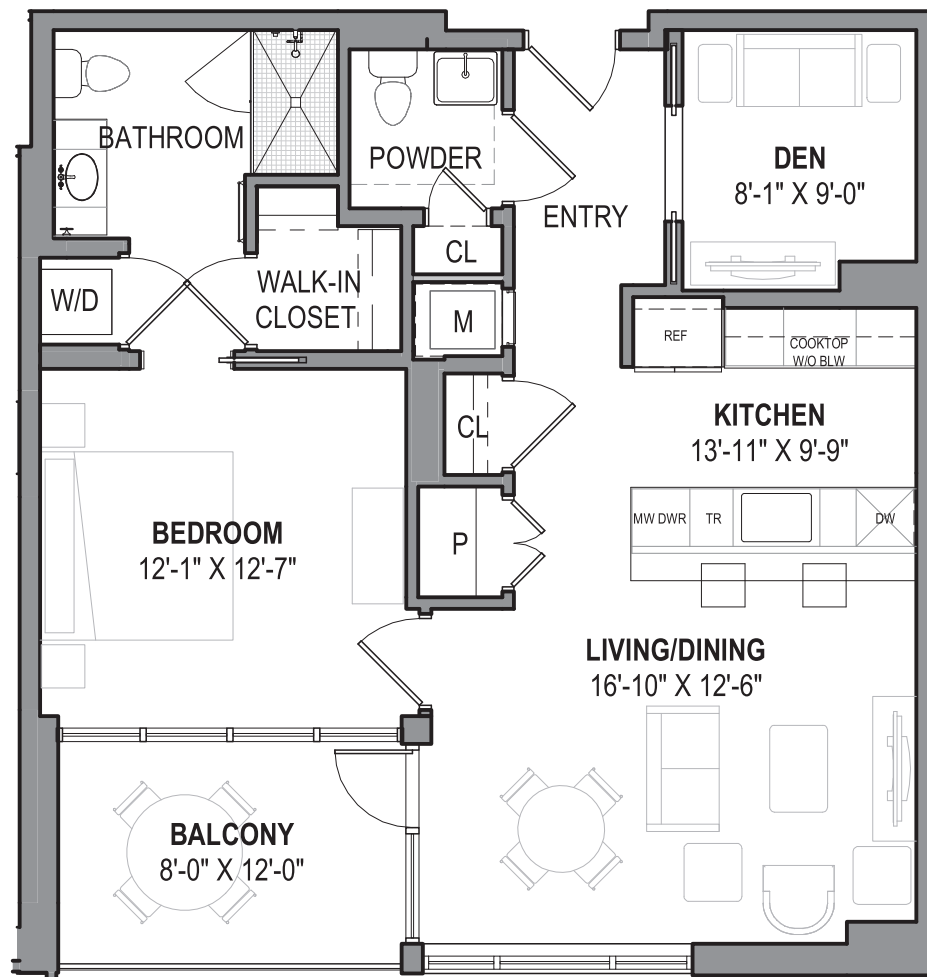 BATHROOM
POWDER
DEN
8'-1" X 9'-0"
ENTRY
CL
W/D
WALK-IN
CLOSET
M
REF
COOKTOP
W/O BLW
CL
KITCHEN
13'-11" X 9'-9"
BEDROOM
12'-1" X 12'-7"
P
MW DWR
TR
DW
LIVING/DINING
16'-10" X 12'-6"
BALCONY
8'-0" X 12'-0"